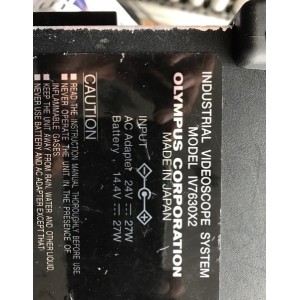 INDUSTRIAL VIDEOSCOPE SYSTEM
MODEL IV7630X2
OLYMPUS CORPORATION
MADE IN JAPAN
INPUT
AC Adapter 24V 27W
Battery 14.4V 27W
CAUTION
■ READ THE INSTRUCTION MANUAL THOROUGHLY BEFORE USE
■ NEVER OPERATE THE UNIT IN THE PRESENCE OF
INFLAMMABLE GASES.
■ KEEP THE UNIT AWAY FROM RAIN, WATER AND OTHER LIQUID.
■ NEVER USE BATTERY AND AC ADAPTER EXCEPT THAT